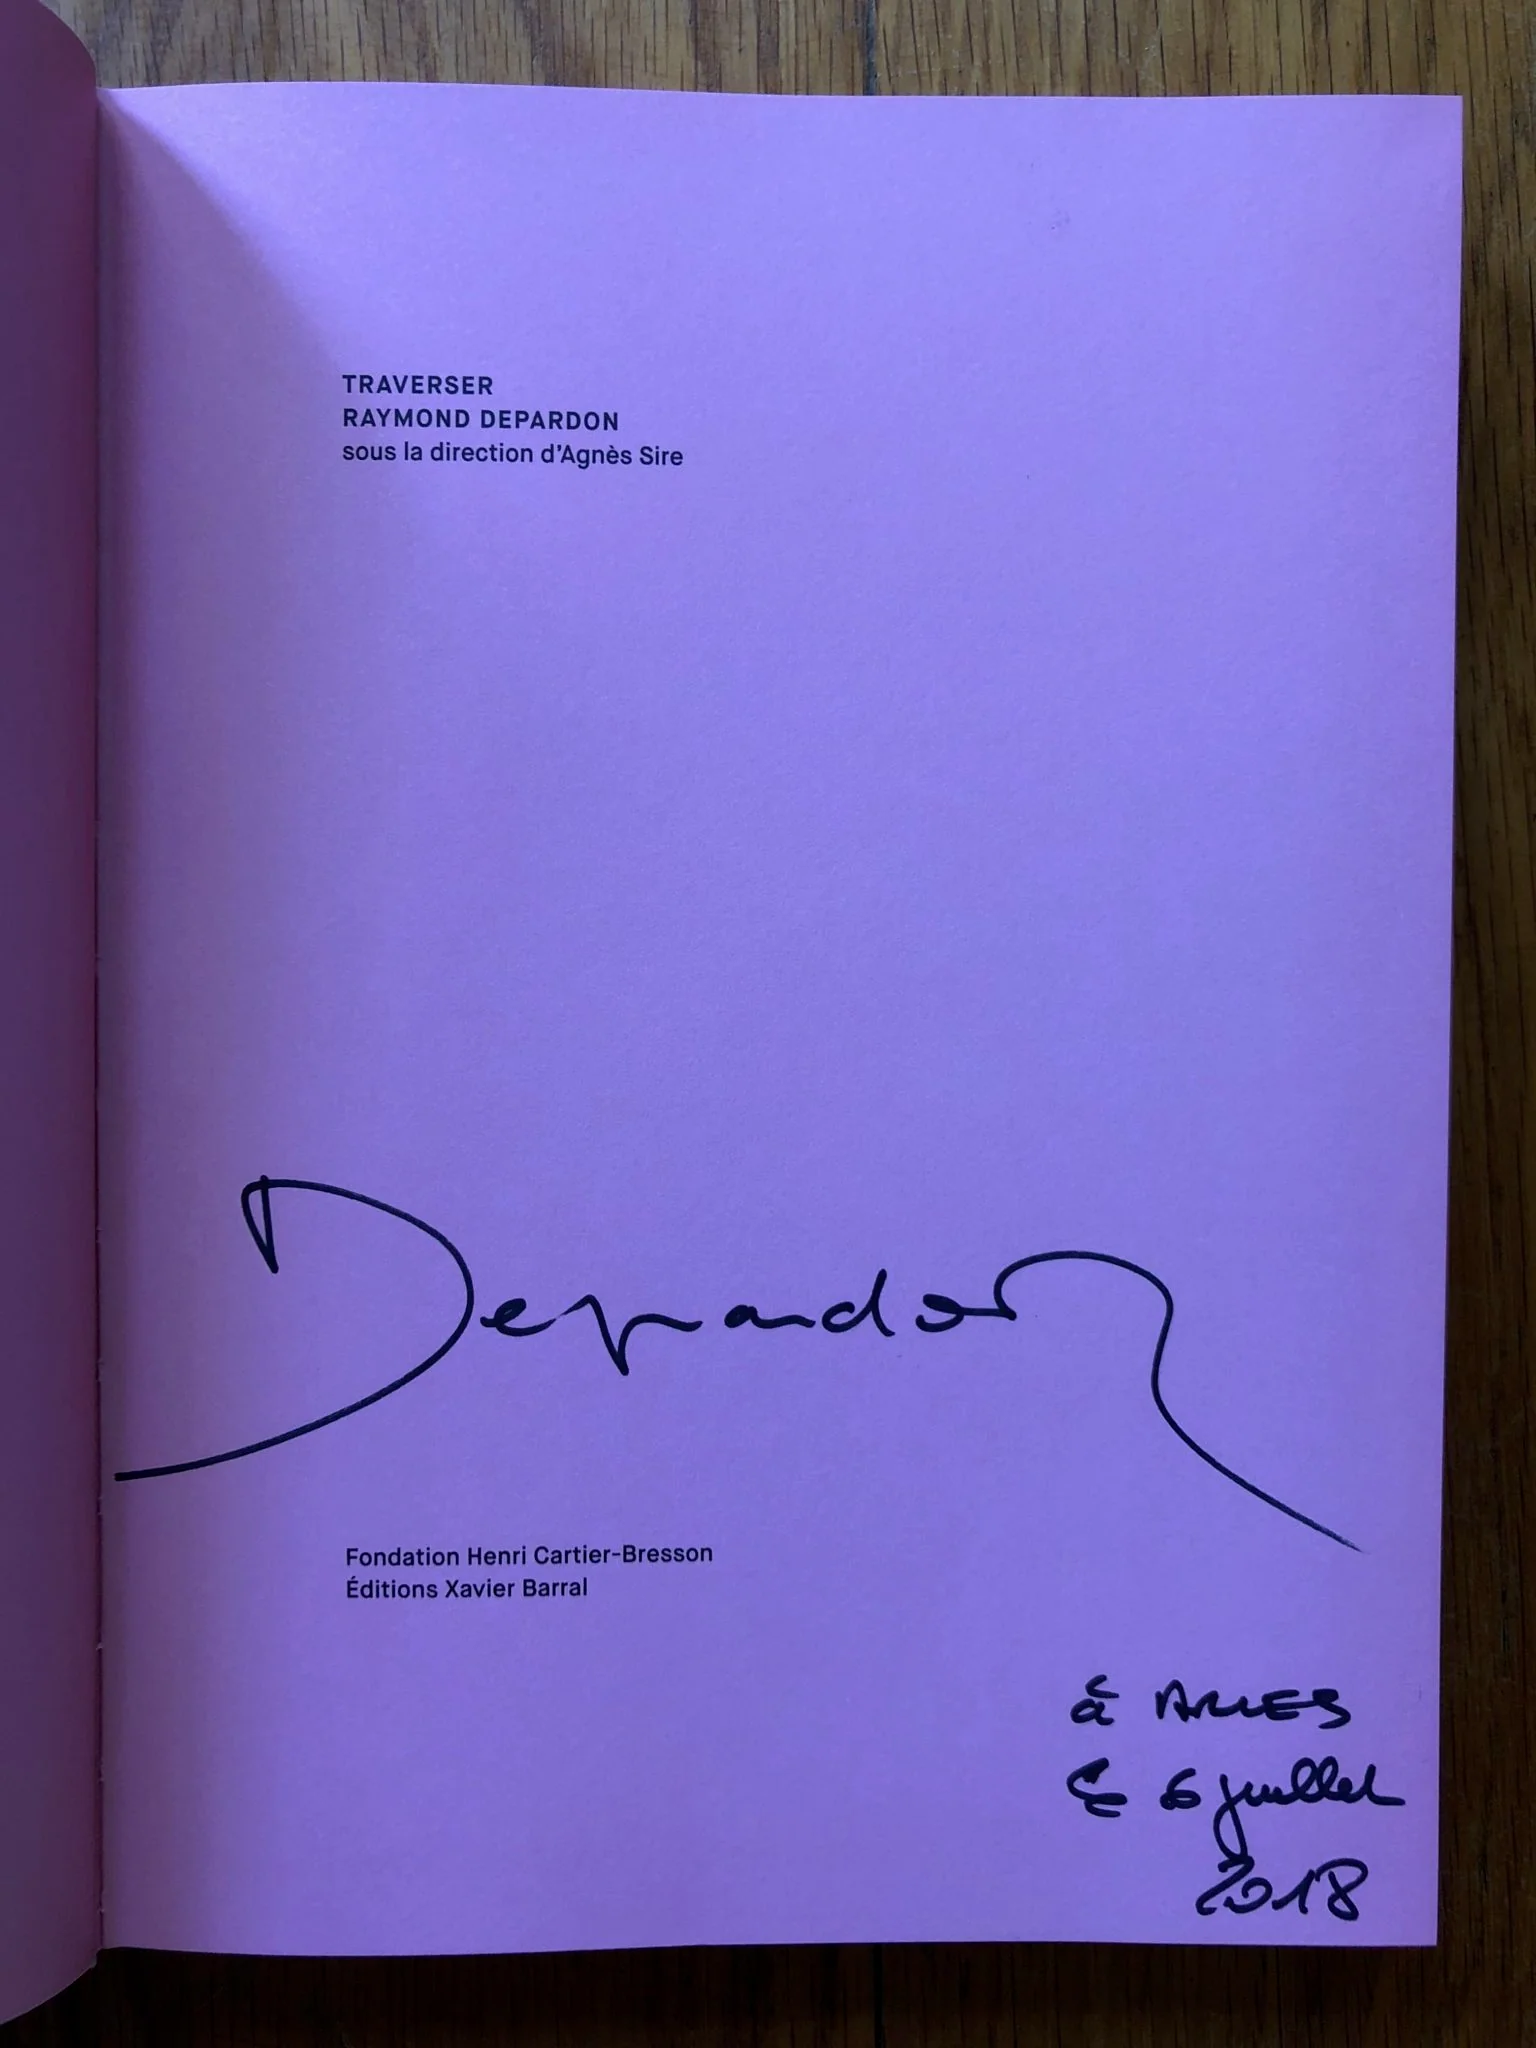 TRAVERSER
RAYMOND DEPARDON
sous la direction d'Agnès Sire
Depardon
Fondation Henri Cartier-Bresson
Éditions Xavier Barral
à ARLES
le 6 juillet
2018